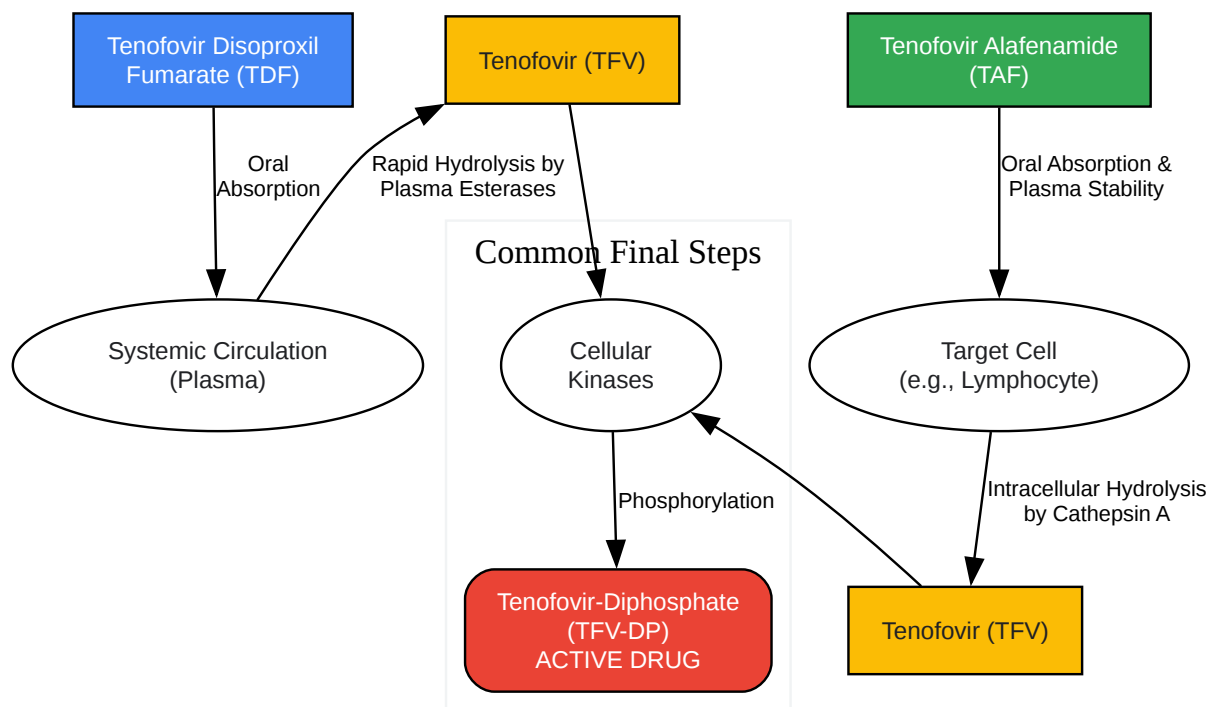 Tenofovir Disoproxil
Fumarate (TDF)
Tenofovir (TFV)
Tenofovir Alafenamide
(TAF)
Oral
Absorption
Rapid Hydrolysis by
Plasma Esterases
Oral Absorption &
Plasma Stability
Common Final Steps
Systemic Circulation
(Plasma)
Cellular
Kinases
Target Cell
(e.g., Lymphocyte)
Phosphorylation
Intracellular Hydrolysis
by Cathepsin A
Tenofovir-Diphosphate
(TFV-DP)
ACTIVE DRUG
Tenofovir (TFV)